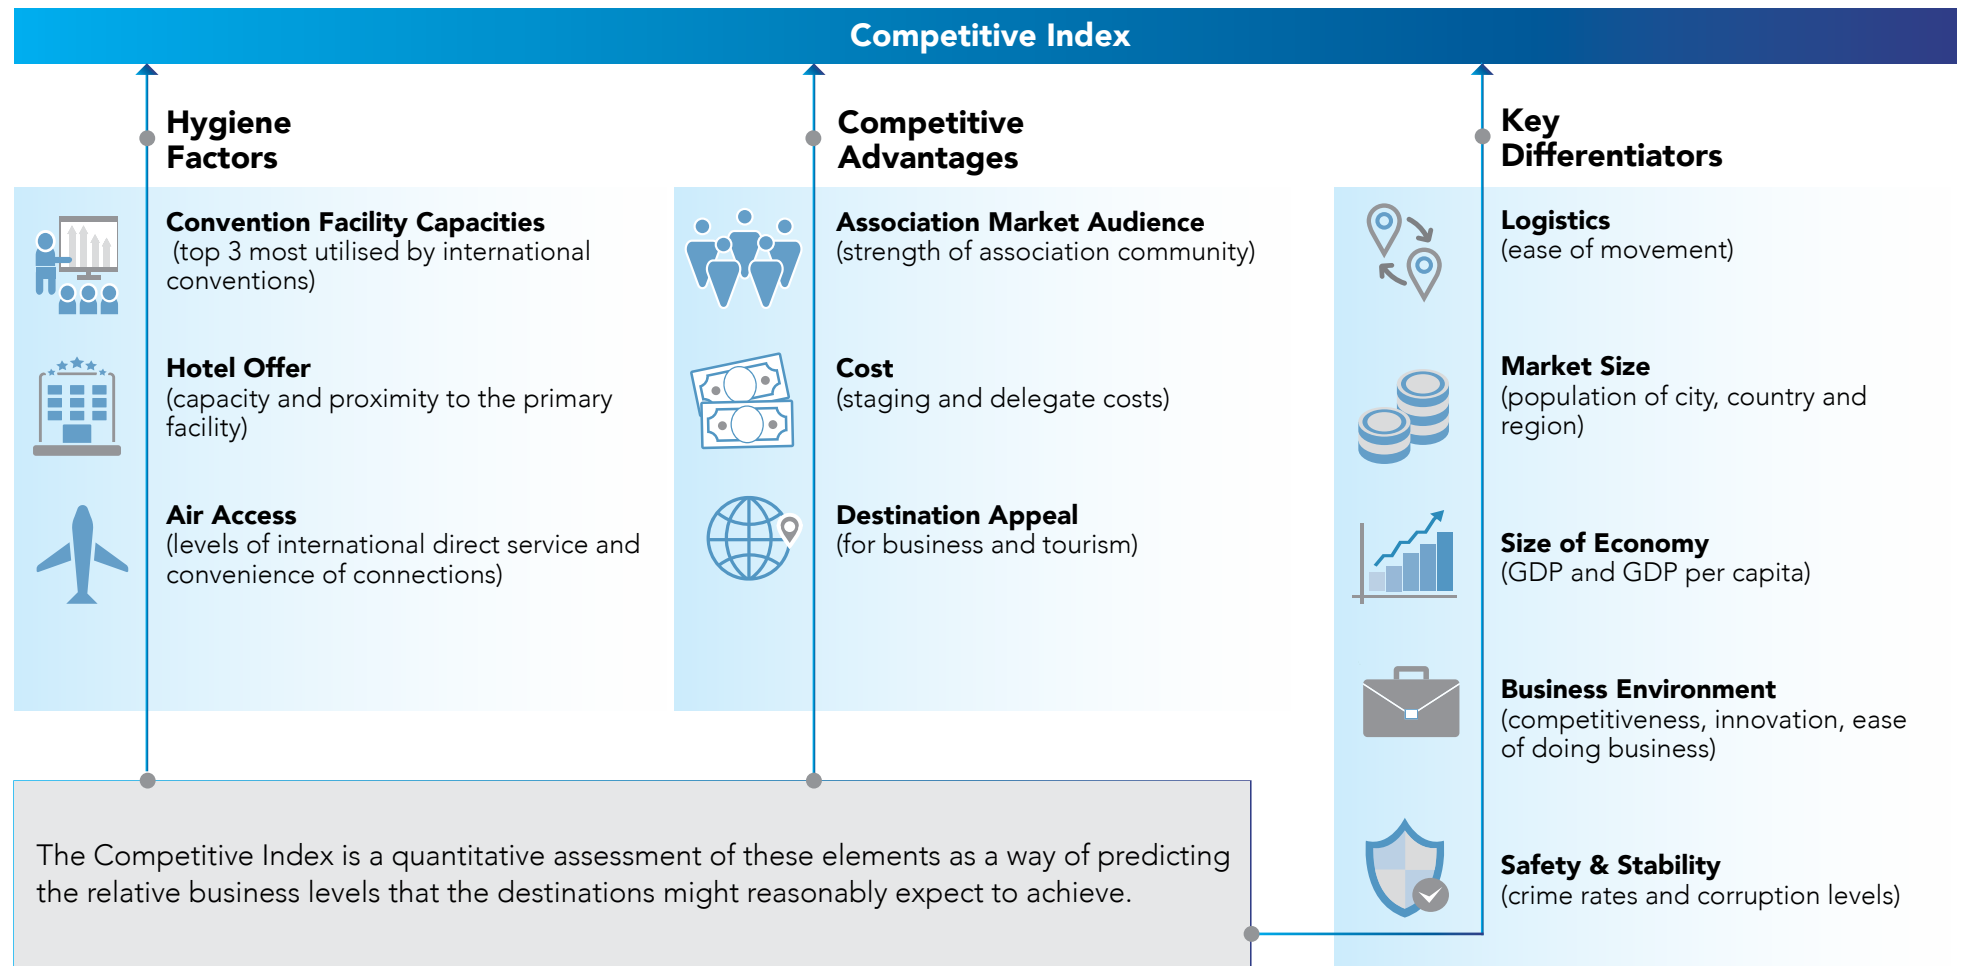 Competitive Index
Hygiene
Factors
Convention Facility Capacities
(top 3 most utilised by international
conventions)
Hotel Offer
(capacity and proximity to the primary
facility)
Air Access
(levels of international direct service and
convenience of connections)
Competitive
Advantages
Association Market Audience
(strength of association community)
Cost
(staging and delegate costs)
Destination Appeal
(for business and tourism)
Key
Differentiators
Logistics
(ease of movement)
Market Size
(population of city, country and
region)
Size of Economy
(GDP and GDP per capita)
Business Environment
(competitiveness, innovation, ease
of doing business)
Safety & Stability
(crime rates and corruption levels)
The Competitive Index is a quantitative assessment of these elements as a way of predicting
the relative business levels that the destinations might reasonably expect to achieve.